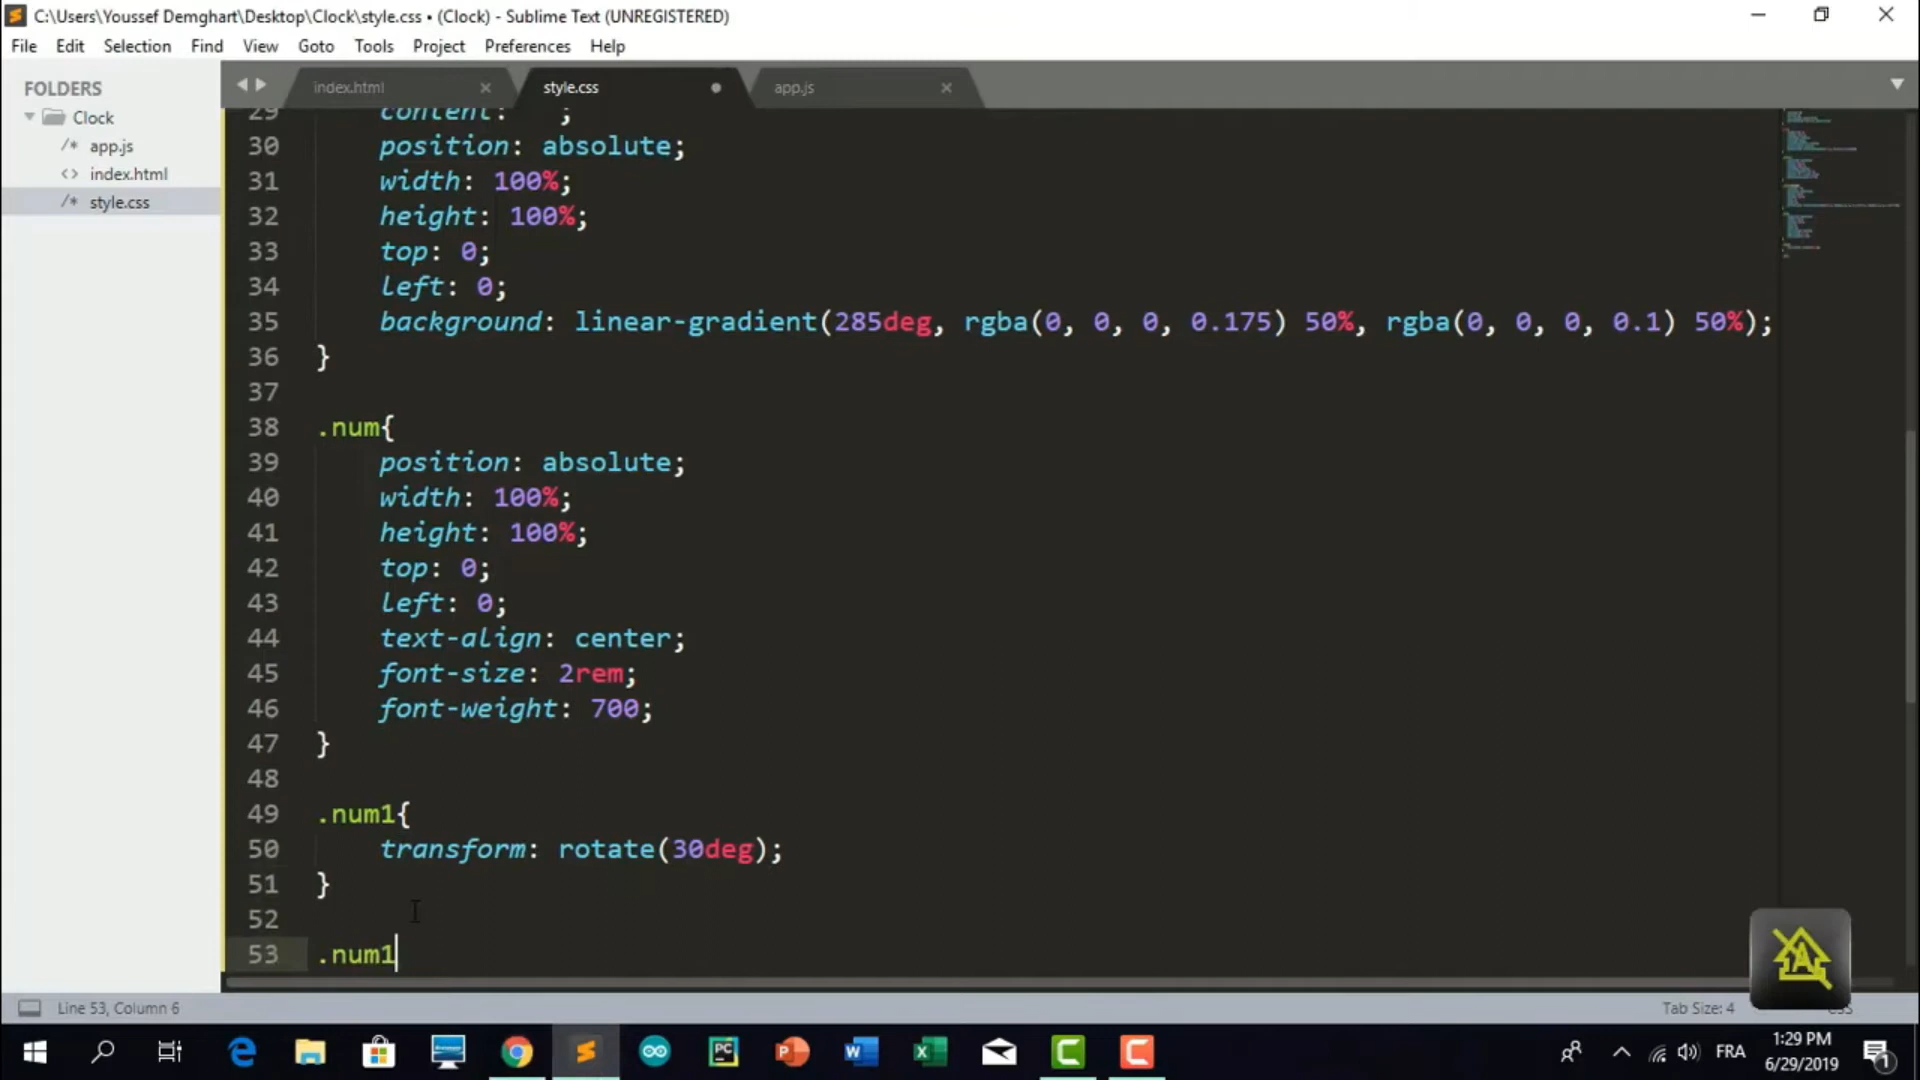 C:\Users\Youssef Demghart\Desktop\Clock\style.css • (Clock) - Sublime Text (UNREGISTERED)
File Edit Selection Find View Goto Tools Project Preferences Help
FOLDERS
Clock
/* app.js
<> index.html
/* style.css
index.html style.css app.js
29 content: ;
30 position: absolute;
31 width: 100%;
32 height: 100%;
33 top: 0;
34 left: 0;
35 background: linear-gradient(285deg, rgba(0, 0, 0, 0.175) 50%, rgba(0, 0, 0, 0.1) 50%);
36 }
37
38 .num{
39 position: absolute;
40 width: 100%;
41 height: 100%;
42 top: 0;
43 left: 0;
44 text-align: center;
45 font-size: 2rem;
46 font-weight: 700;
47 }
48
49 .num1{
50 transform: rotate(30deg);
51 }
52
53 .num1
Line 53, Column 6
Tab Size: 4
CSS
FRA
1:29 PM
6/29/2019
1